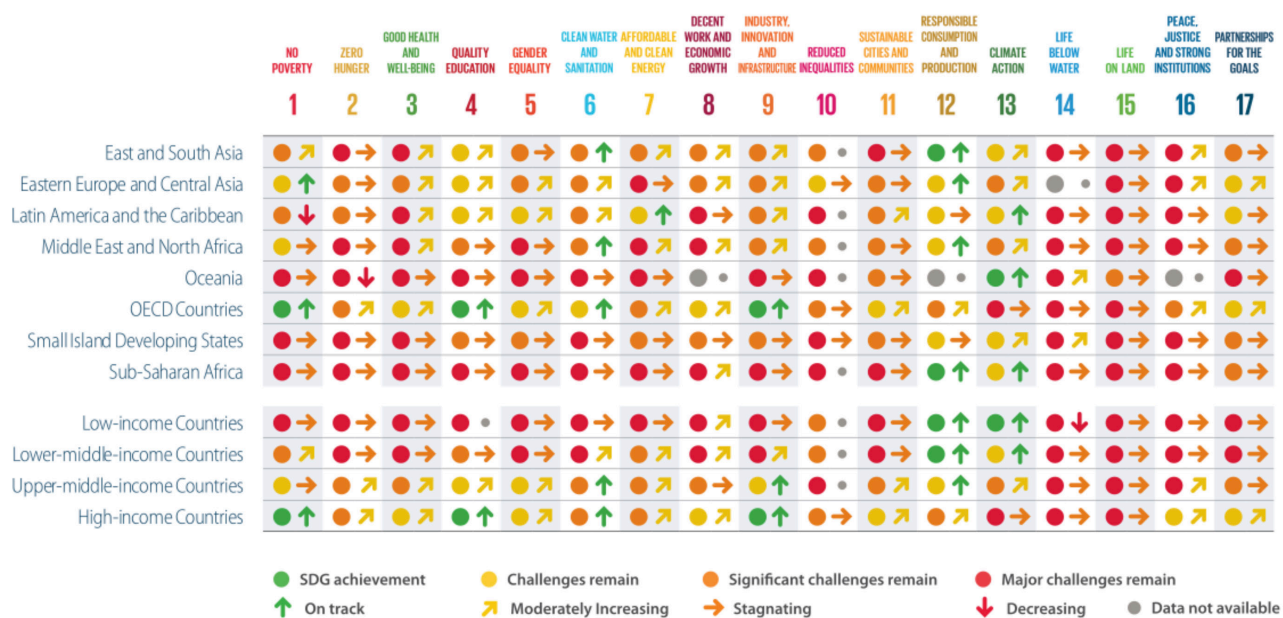 NO POVERTY
ZERO HUNGER
GOOD HEALTH AND WELL-BEING
QUALITY EDUCATION
GENDER EQUALITY
CLEAN WATER AND SANITATION
AFFORDABLE AND CLEAN ENERGY
DECENT WORK AND ECONOMIC GROWTH
INDUSTRY, INNOVATION AND INFRASTRUCTURE
REDUCED INEQUALITIES
SUSTAINABLE CITIES AND COMMUNITIES
RESPONSIBLE CONSUMPTION AND PRODUCTION
CLIMATE ACTION
LIFE BELOW WATER
LIFE ON LAND
PEACE, JUSTICE AND STRONG INSTITUTIONS
PARTNERSHIPS FOR THE GOALS
1 2 3 4 5 6 7 8 9 10 11 12 13 14 15 16 17
East and South Asia
Eastern Europe and Central Asia
Latin America and the Caribbean
Middle East and North Africa
Oceania
OECD Countries
Small Island Developing States
Sub-Saharan Africa
Low-income Countries
Lower-middle-income Countries
Upper-middle-income Countries
High-income Countries
SDG achievement Challenges remain Significant challenges remain Major challenges remain
On track Moderately Increasing Stagnating Decreasing Data not available